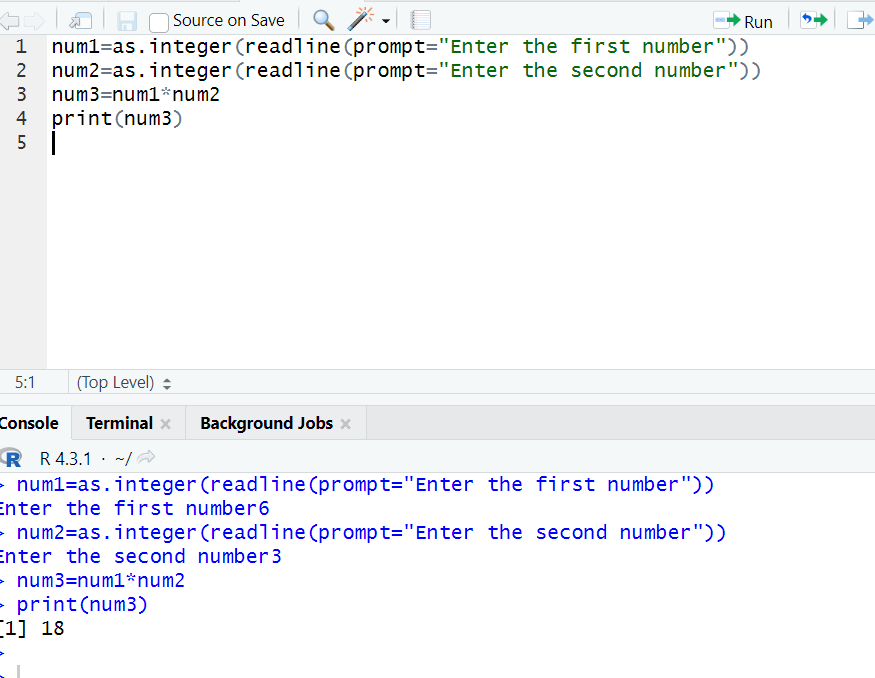 Source on Save
Run
1 num1=as.integer(readline(prompt="Enter the first number"))
2 num2=as.integer(readline(prompt="Enter the second number"))
3 num3=num1*num2
4 print(num3)
5
5:1 (Top Level)
Console Terminal Background Jobs
R R 4.3.1 · ~/
> num1=as.integer(readline(prompt="Enter the first number"))
Enter the first number6
> num2=as.integer(readline(prompt="Enter the second number"))
Enter the second number3
> num3=num1*num2
> print(num3)
[1] 18
>
>